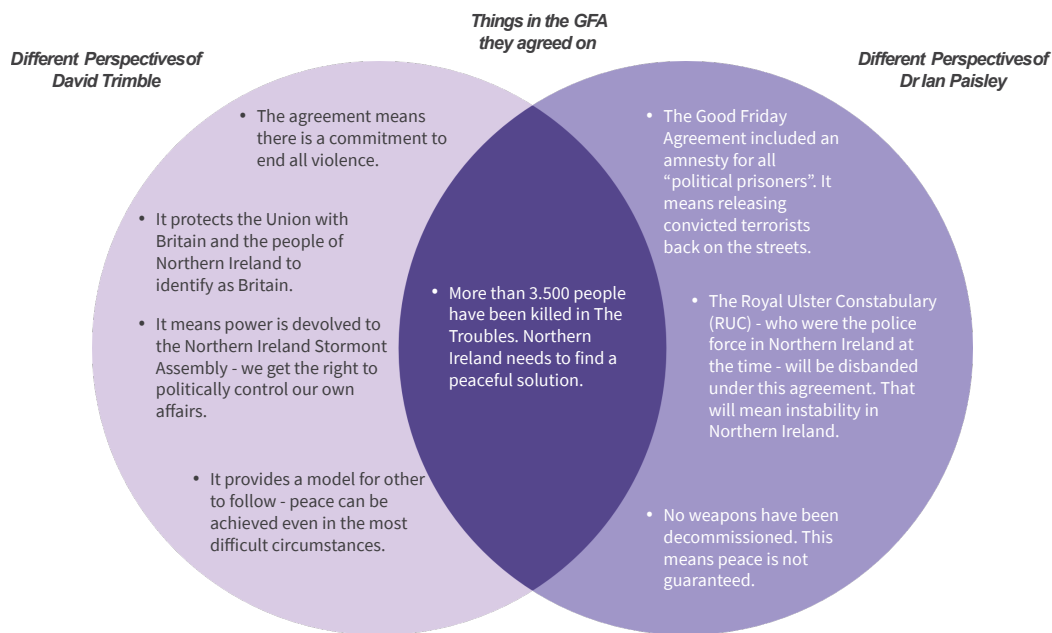 Things in the GFA
they agreed on
Different Perspectives of
David Trimble
Different Perspectives of
Dr Ian Paisley
• The agreement means
there is a commitment to
end all violence.
• It protects the Union with
Britain and the people of
Northern Ireland to
identify as Britain.
• It means power is devolved to
the Northern Ireland Stormont
Assembly - we get the right to
politically control our own
affairs.
• It provides a model for other
to follow - peace can be
achieved even in the most
difficult circumstances.
• More than 3.500 people
have been killed in The
Troubles. Northern
Ireland needs to find a
peaceful solution.
• The Good Friday
Agreement included an
amnesty for all
“political prisoners”. It
means releasing
convicted terrorists
back on the streets.
• The Royal Ulster Constabulary
(RUC) - who were the police
force in Northern Ireland at
the time - will be disbanded
under this agreement. That
will mean instability in
Northern Ireland.
• No weapons have been
decommissioned. This
means peace is not
guaranteed.